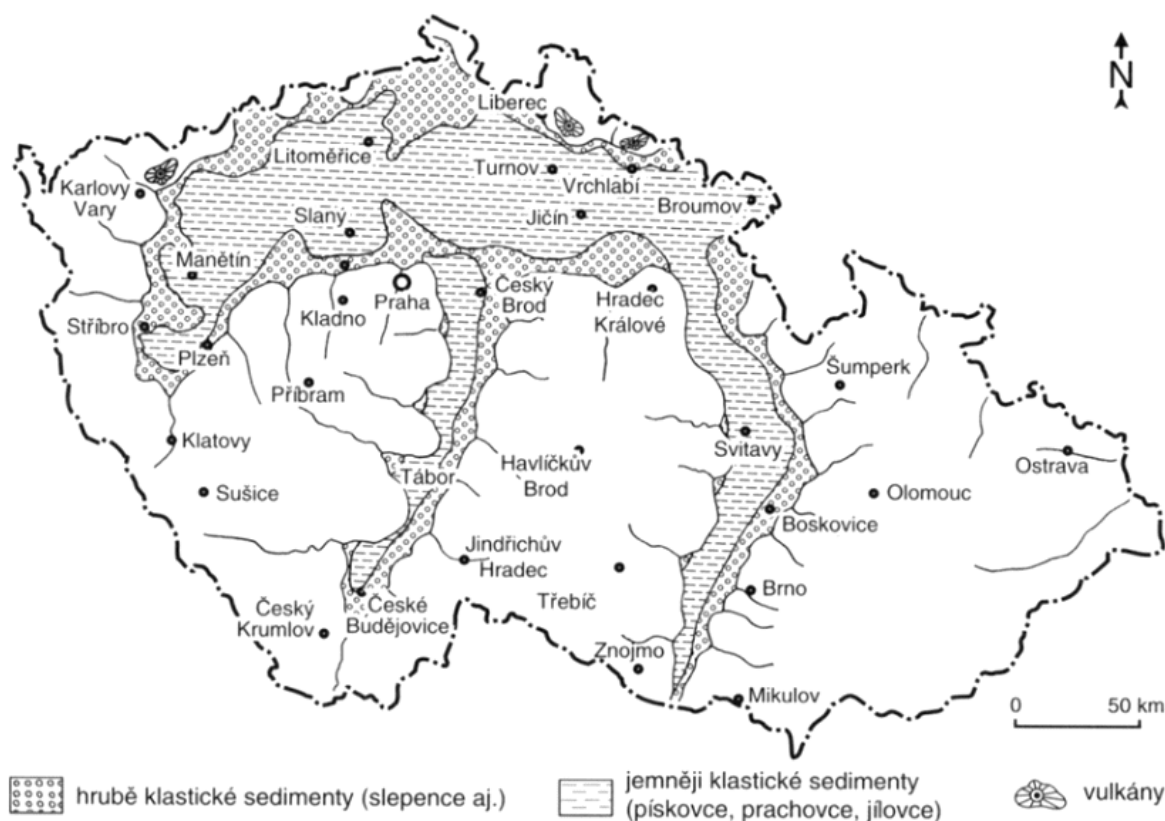 N
Liberec
Litoměřice
Turnov
Vrchlabí
Karlovy
Vary
Broumov
Slany
Jičín
Manětín
Český
Brod
Praha
Hradec
Králové
Kladno
Stříbro
Plzeň
Šumperk
Příbram
Klatovy
Svitavy
Havlíčkův
Brod
Ostrava
Tábor
Sušice
Olomouc
Boskovice
Jindřichův
Hradec
Brno
Třebíč
České
Budějovice
Český
Krumlov
Znojmo
Mikulov
0 50 km
hrubě klastické sedimenty (slepence aj.)
jemněji klastické sedimenty
(pískovce, prachovce, jílovce)
vulkány